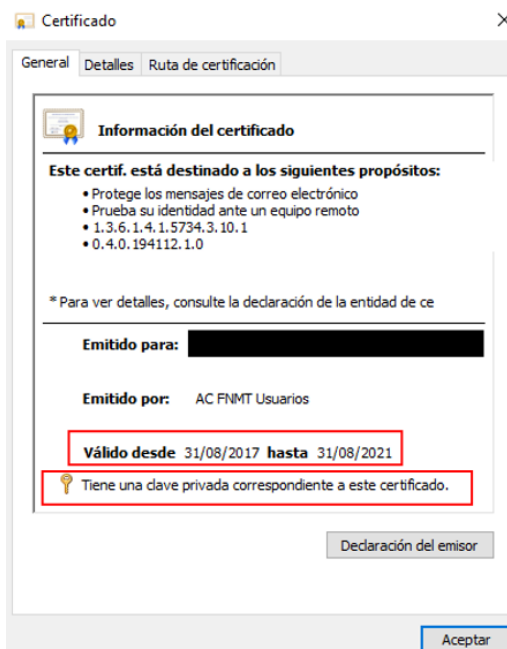 Certificado
General Detalles Ruta de certificación
Información del certificado
Este certif. está destinado a los siguientes propósitos:
• Protege los mensajes de correo electrónico
• Prueba su identidad ante un equipo remoto
• 1.3.6.1.4.1.5734.3.10.1
• 0.4.0.194112.1.0
* Para ver detalles, consulte la declaración de la entidad de ce
Emitido para:
Emitido por: AC FNMT Usuarios
Válido desde 31/08/2017 hasta 31/08/2021
Tiene una clave privada correspondiente a este certificado.
Declaración del emisor
Aceptar